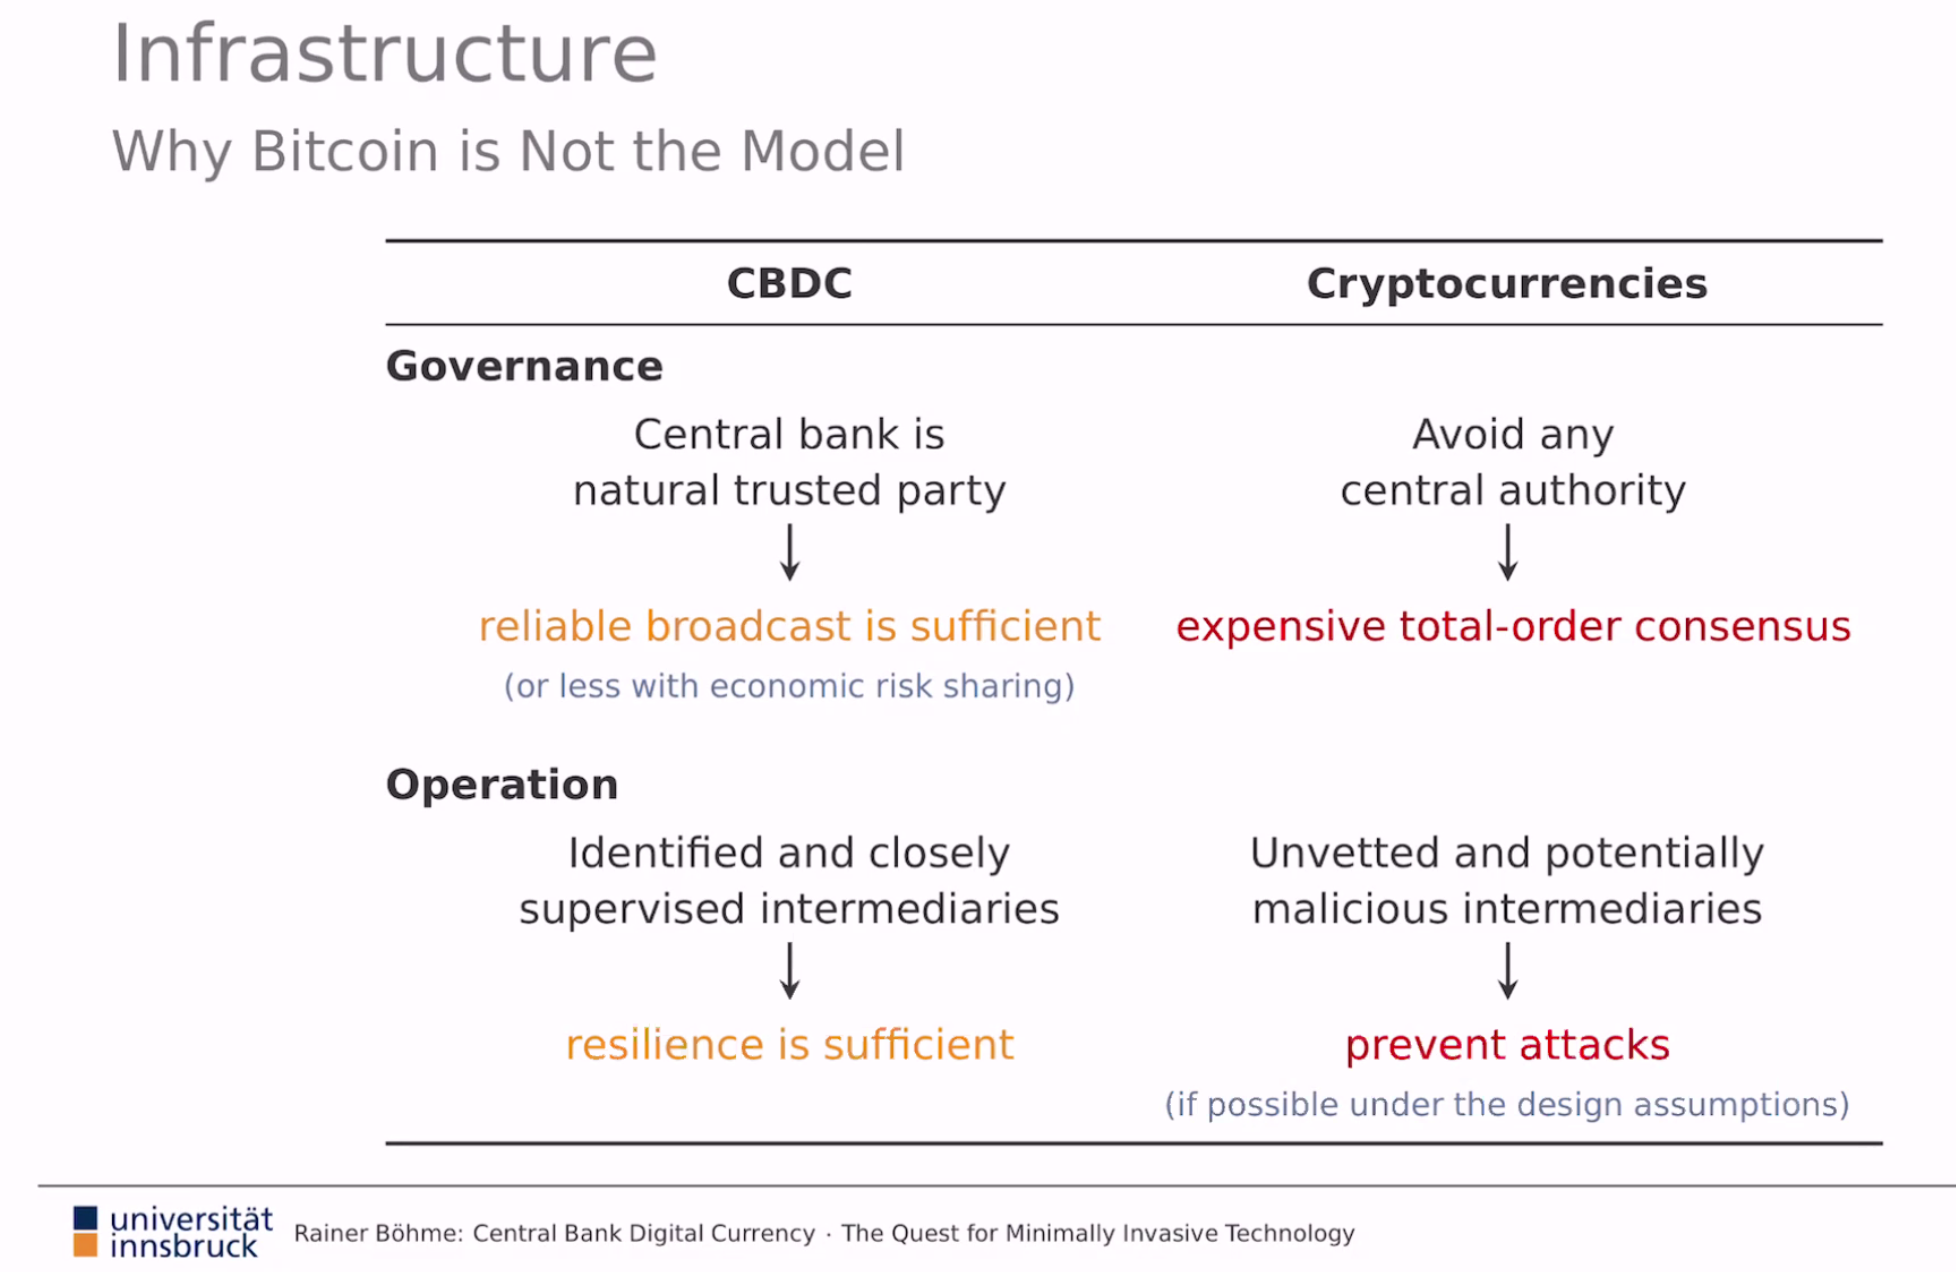 Infrastructure
Why Bitcoin is Not the Model
CBDC
Cryptocurrencies
Governance
Central bank is
natural trusted party
reliable broadcast is sufficient
(or less with economic risk sharing)
Avoid any
central authority
expensive total-order consensus
Operation
Identified and closely
supervised intermediaries
resilience is sufficient
Unvetted and potentially
malicious intermediaries
prevent attacks
(if possible under the design assumptions)
universität
innsbruck
Rainer Böhme: Central Bank Digital Currency · The Quest for Minimally Invasive Technology